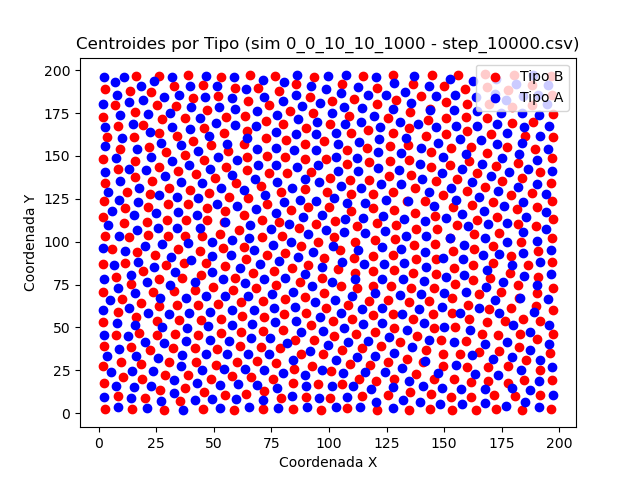 Centroides por Tipo (sim 0_0_10_10_1000 - step_10000.csv)
Tipo B
Tipo A
Coordenada Y
200
175
150
125
100
75
50
25
0
0 25 50 75 100 125 150 175 200
Coordenada X